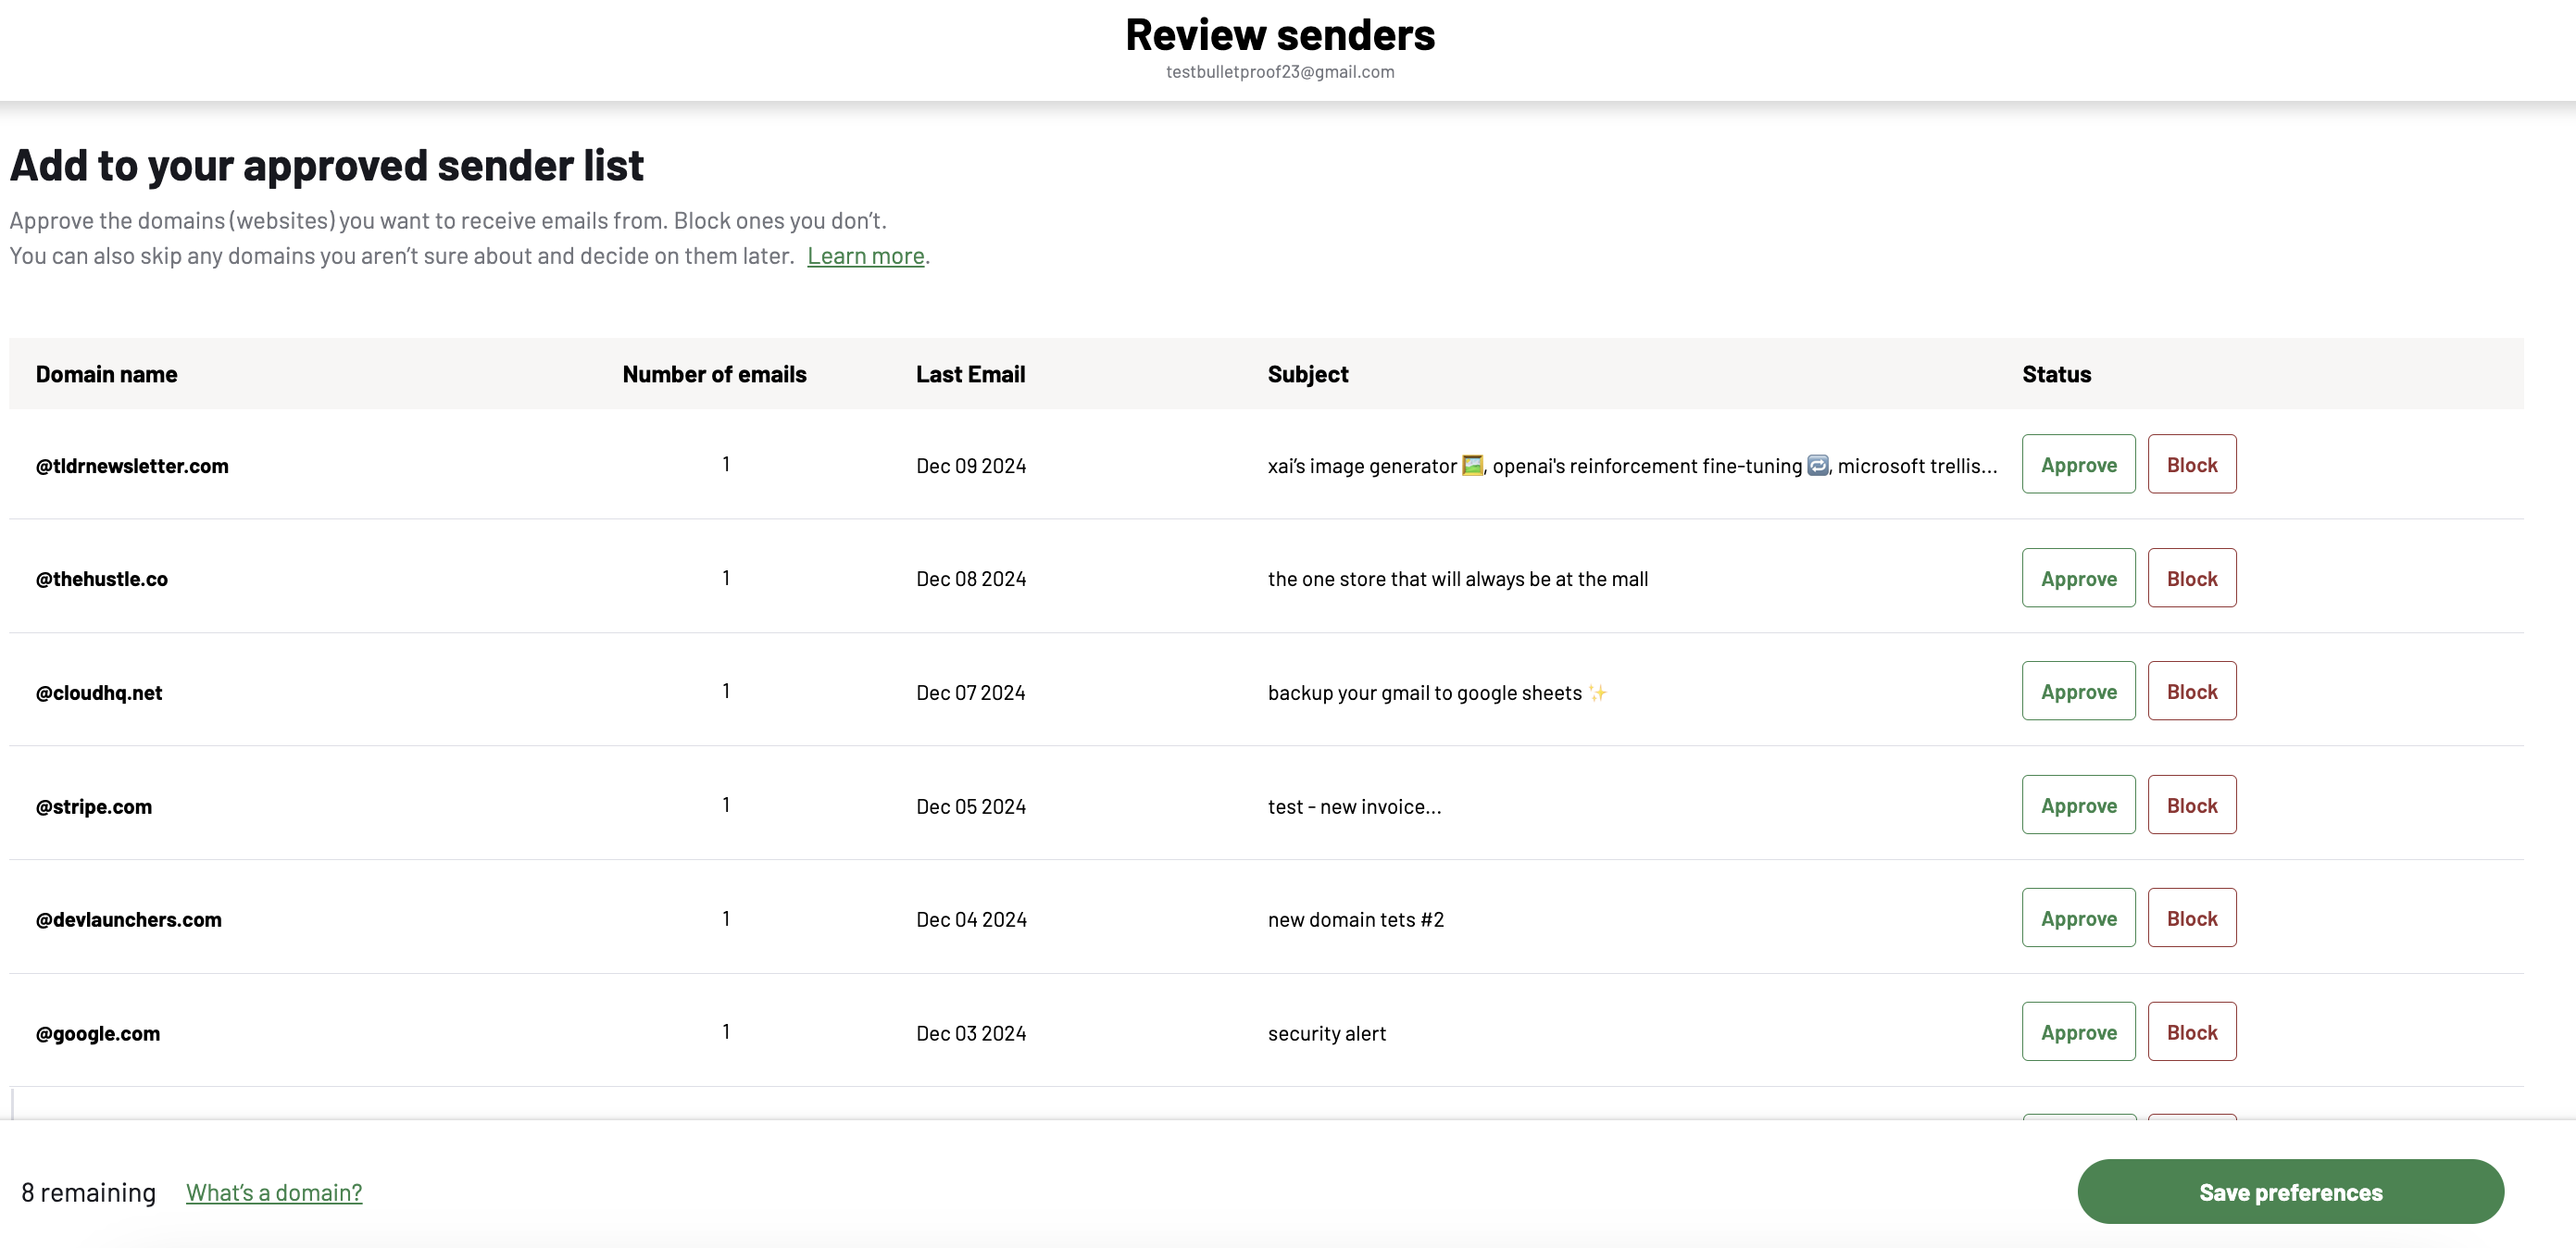 Review senders
testbulletproof23@gmail.com
Add to your approved sender list
Approve the domains (websites) you want to receive emails from. Block ones you don’t.
You can also skip any domains you aren’t sure about and decide on them later. Learn more.
Domain name Number of emails Last Email Subject Status
@tldrnewsletter.com 1 Dec 09 2024 xai’s image generator 🖼️, openai's reinforcement fine-tuning 🔁, microsoft trellis... Approve Block
@thehustle.co 1 Dec 08 2024 the one store that will always be at the mall Approve Block
@cloudhq.net 1 Dec 07 2024 backup your gmail to google sheets ✨ Approve Block
@stripe.com 1 Dec 05 2024 test - new invoice... Approve Block
@devlaunchers.com 1 Dec 04 2024 new domain tets #2 Approve Block
@google.com 1 Dec 03 2024 security alert Approve Block
8 remaining What’s a domain? Save preferences